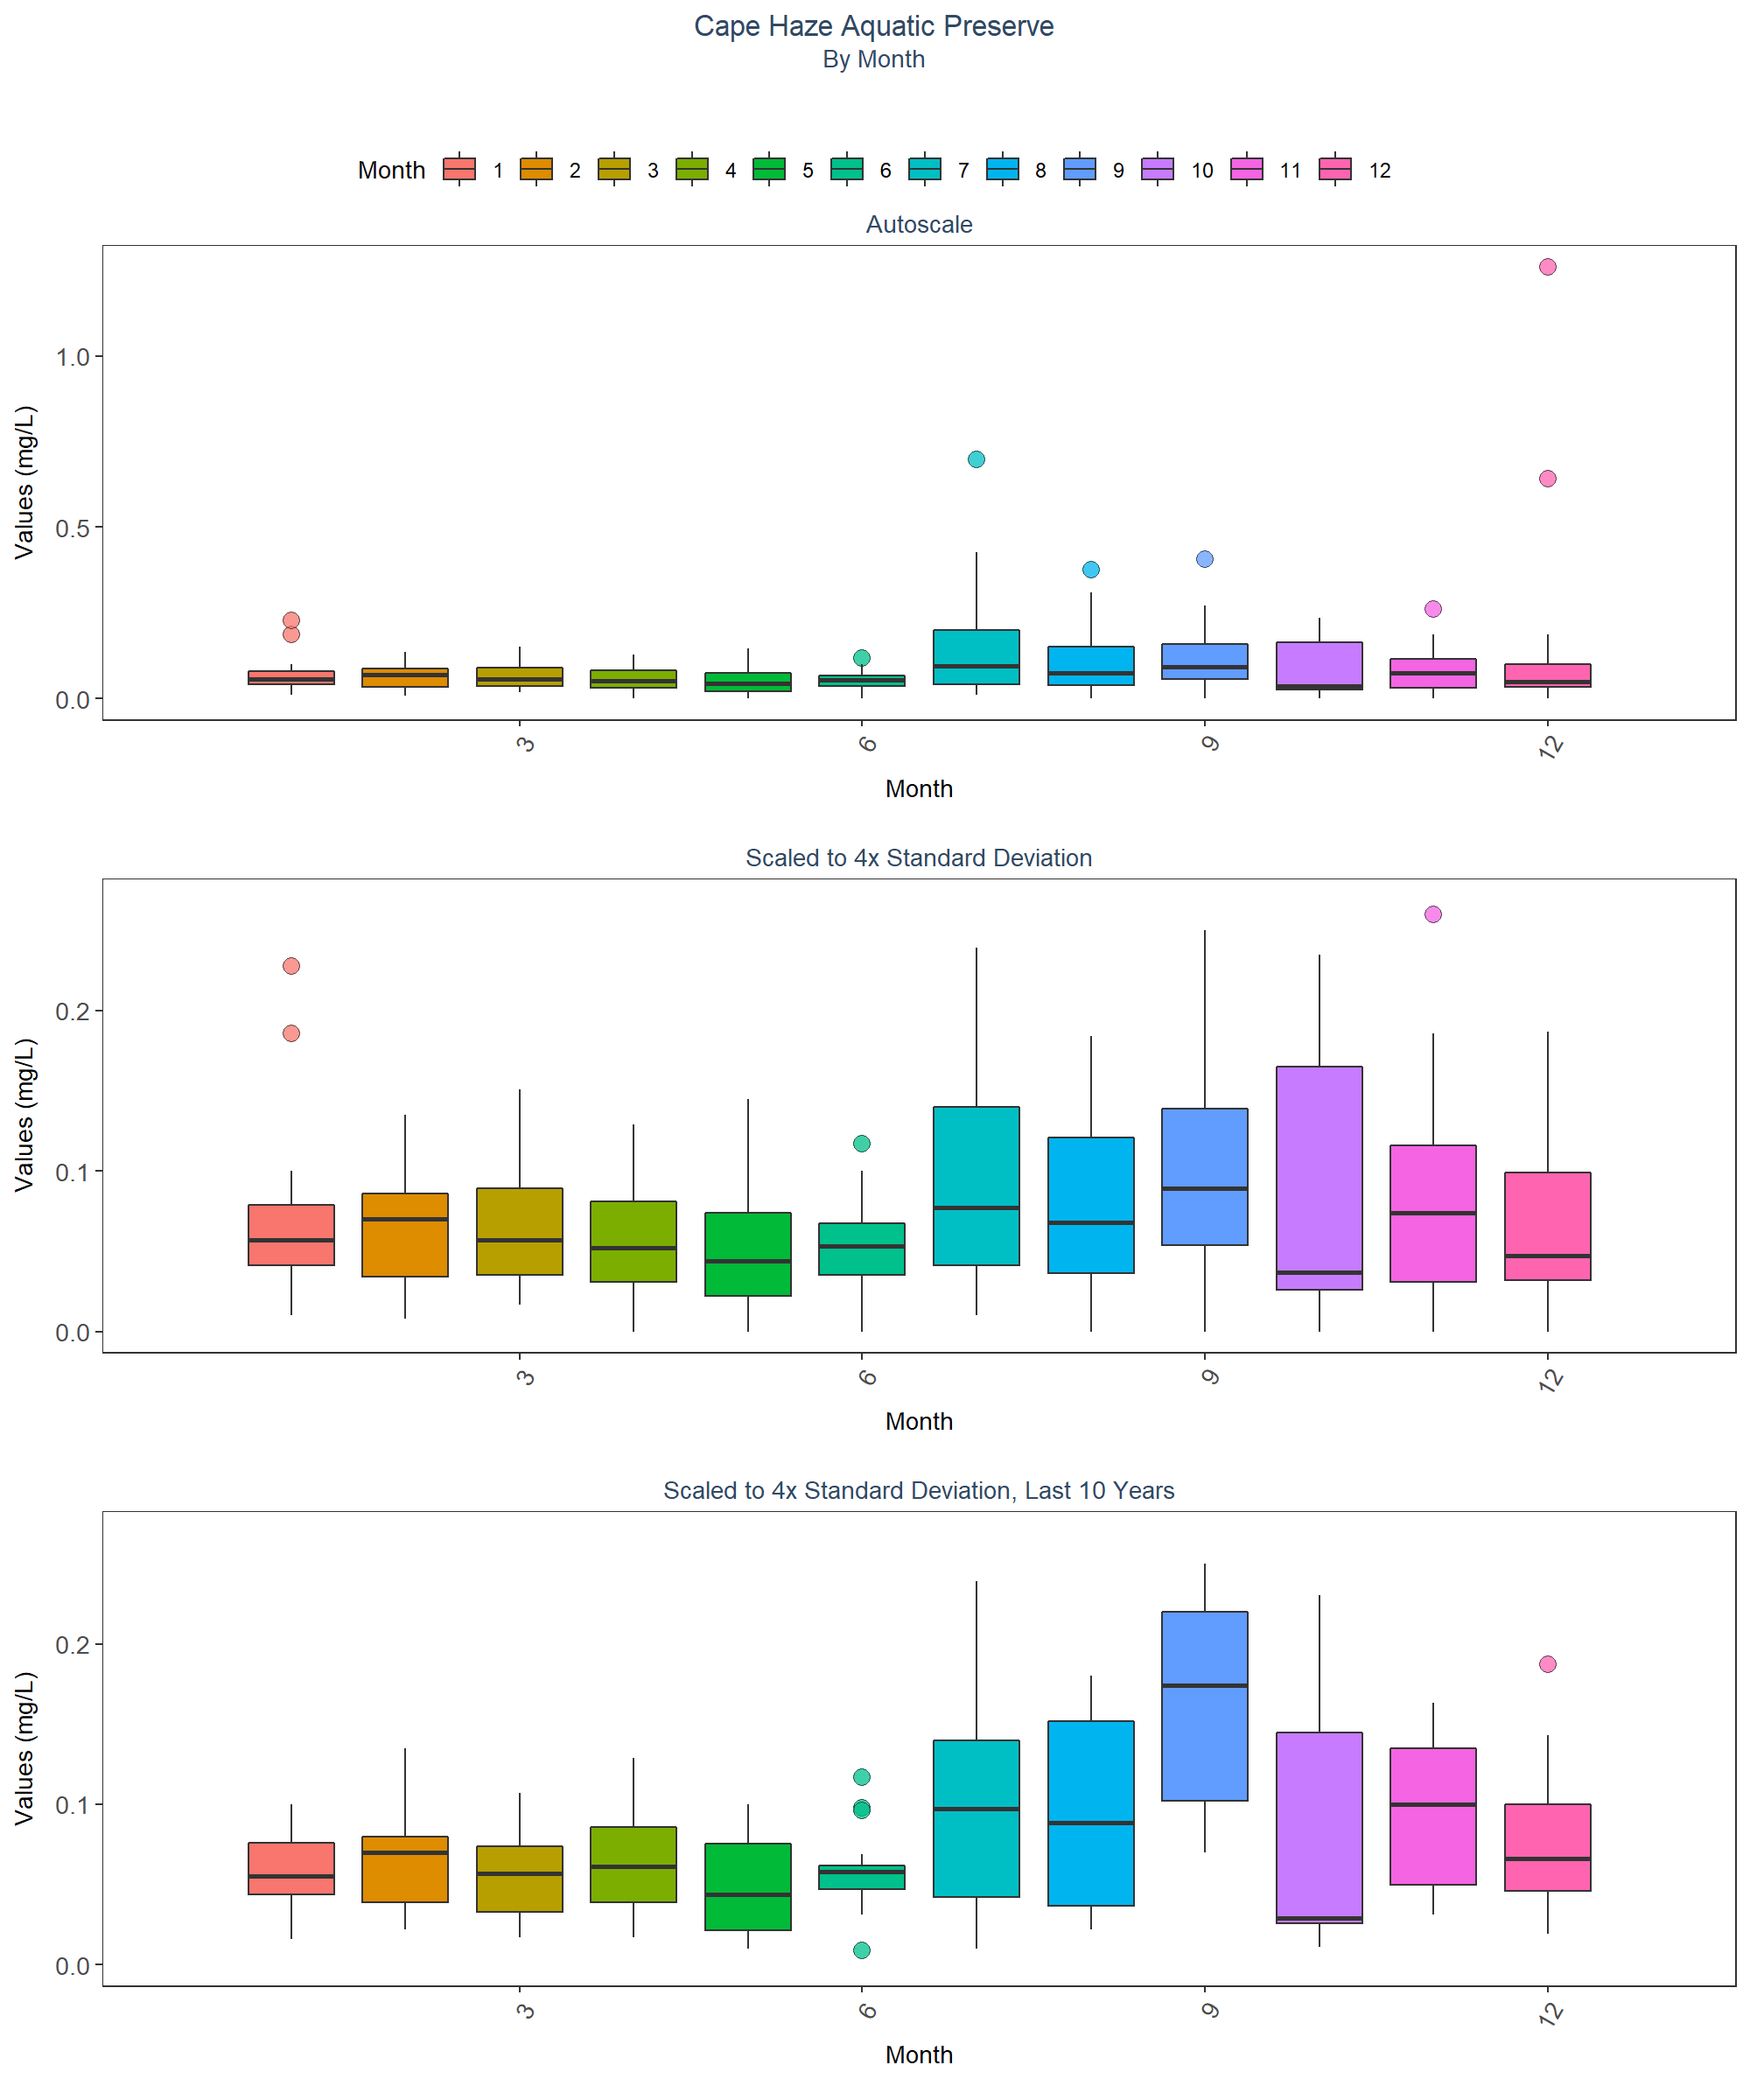 Cape Haze Aquatic Preserve
By Month
Month 1 2 3 4 5 6 7 8 9 10 11 12
Autoscale
Values (mg/L)
1.0
0.5
0.0
3 6 9 12
Month
Scaled to 4x Standard Deviation
Values (mg/L)
0.2
0.1
0.0
3 6 9 12
Month
Scaled to 4x Standard Deviation, Last 10 Years
Values (mg/L)
0.2
0.1
0.0
3 6 9 12
Month